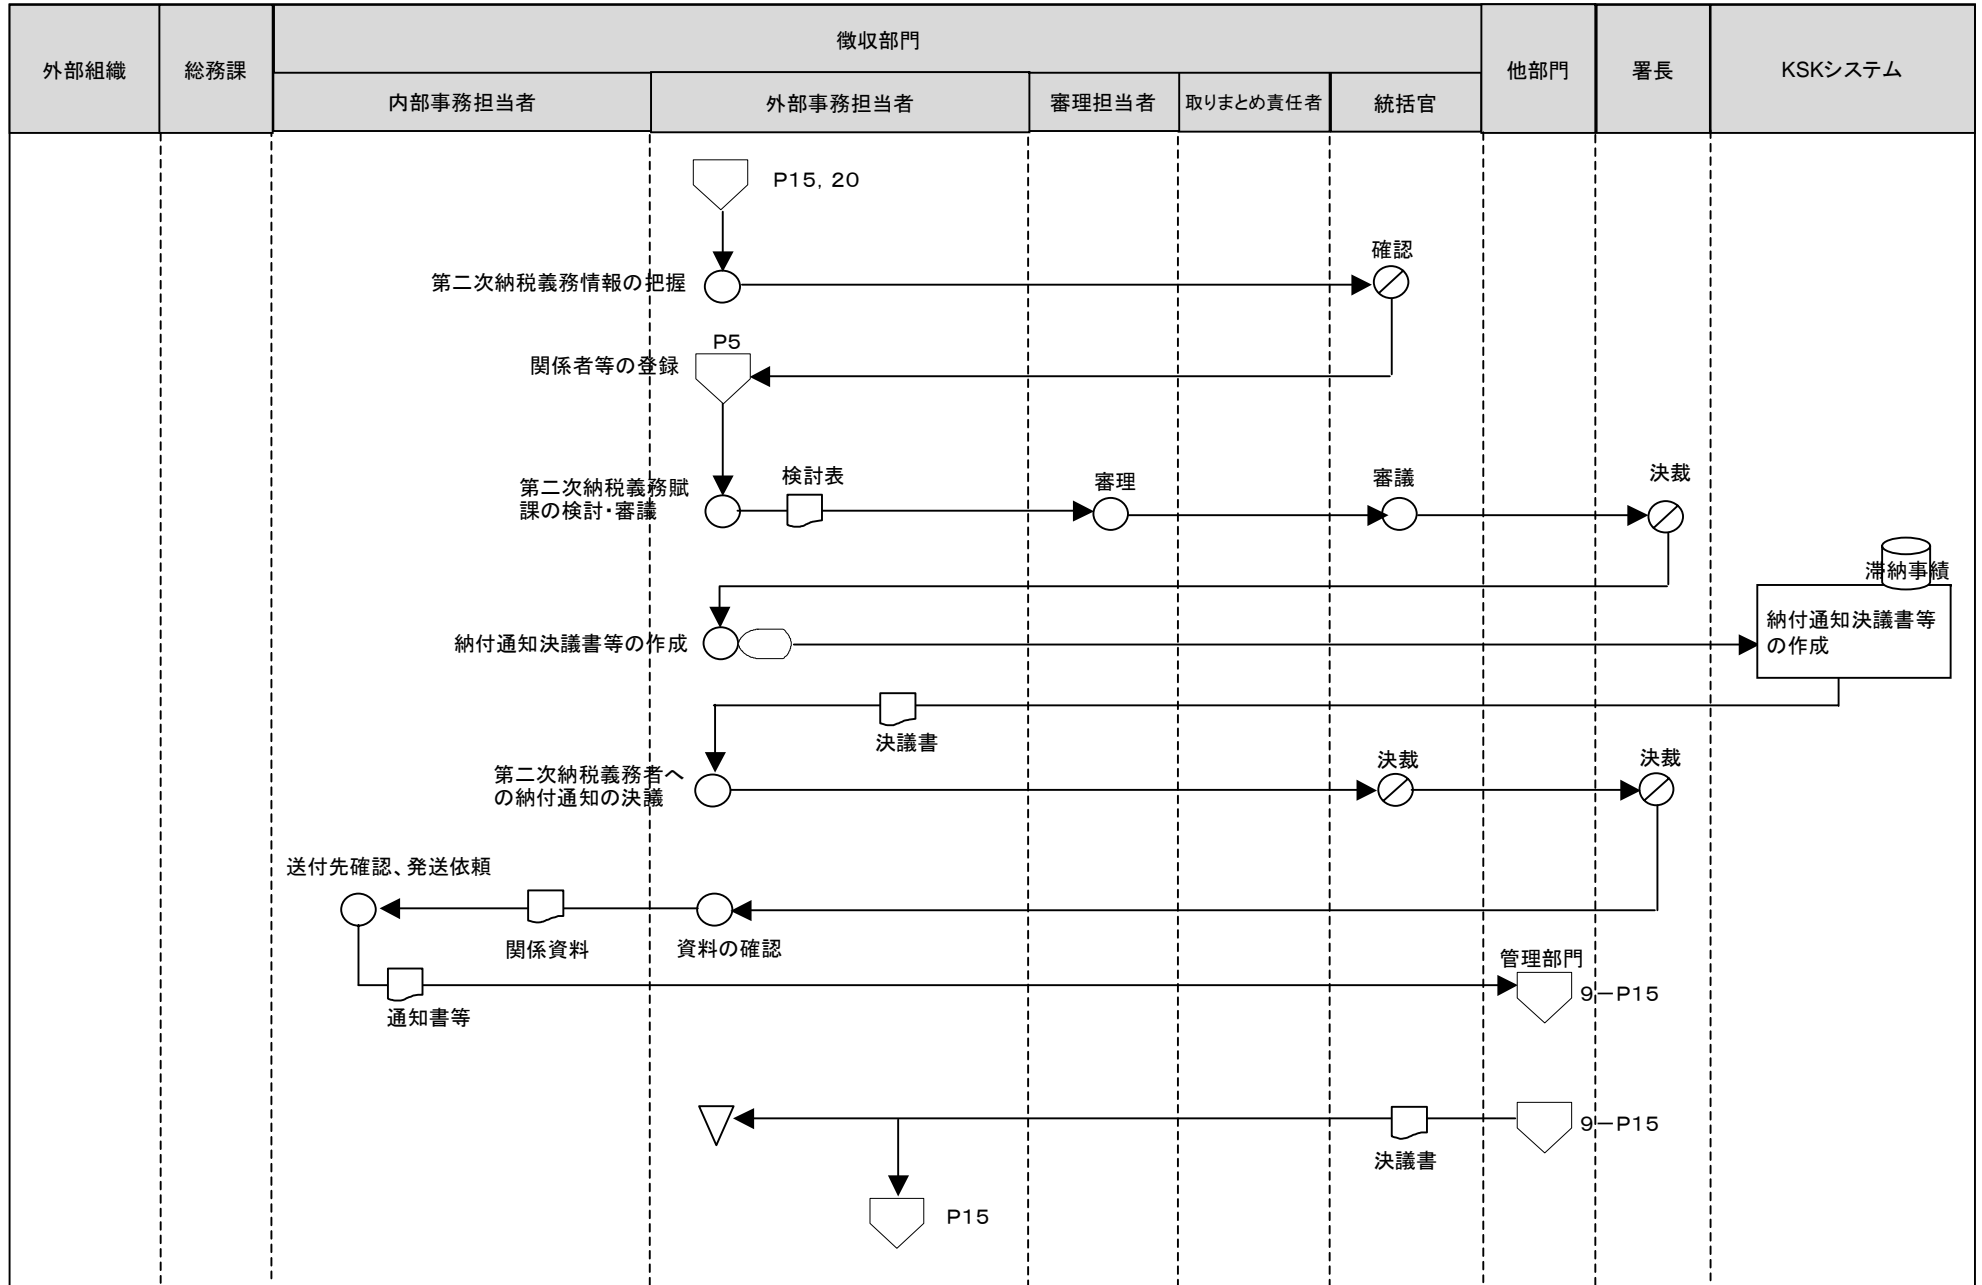 外部組織
総務課
徴収部門
他部門
署長
KSKシステム
内部事務担当者
外部事務担当者
審理担当者
取りまとめ責任者
統括官
P15, 20
確認
第二次納税義務情報の把握
P5
関係者等の登録
検討表
審理
審議
決裁
第二次納税義務賦
課の検討・審議
滞納事績
納付通知決議書等
の作成
納付通知決議書等の作成
決議書
決裁
決裁
第二次納税義務者へ
の納付通知の決議
送付先確認、発送依頼
関係資料
資料の確認
管理部門
9-P15
通知書等
9-P15
決議書
P15